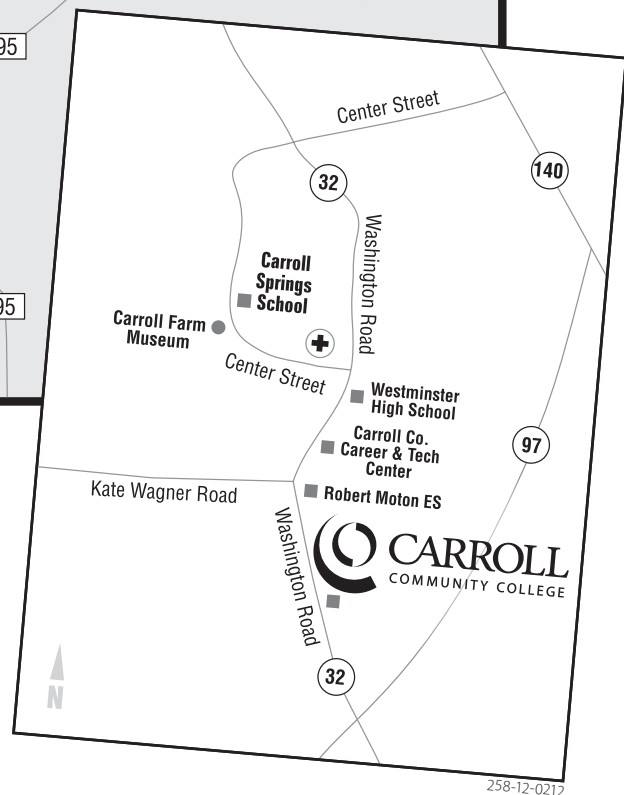 95
Center Street
140
32
Washington Road
Carroll
Springs
School
95
Carroll Farm
Museum
Center Street
Westminster
High School
Carroll Co.
Career & Tech
Center
97
Kate Wagner Road
Robert Moton ES
Washington Road
CARROLL
COMMUNITY COLLEGE
32
N
258-12-0212